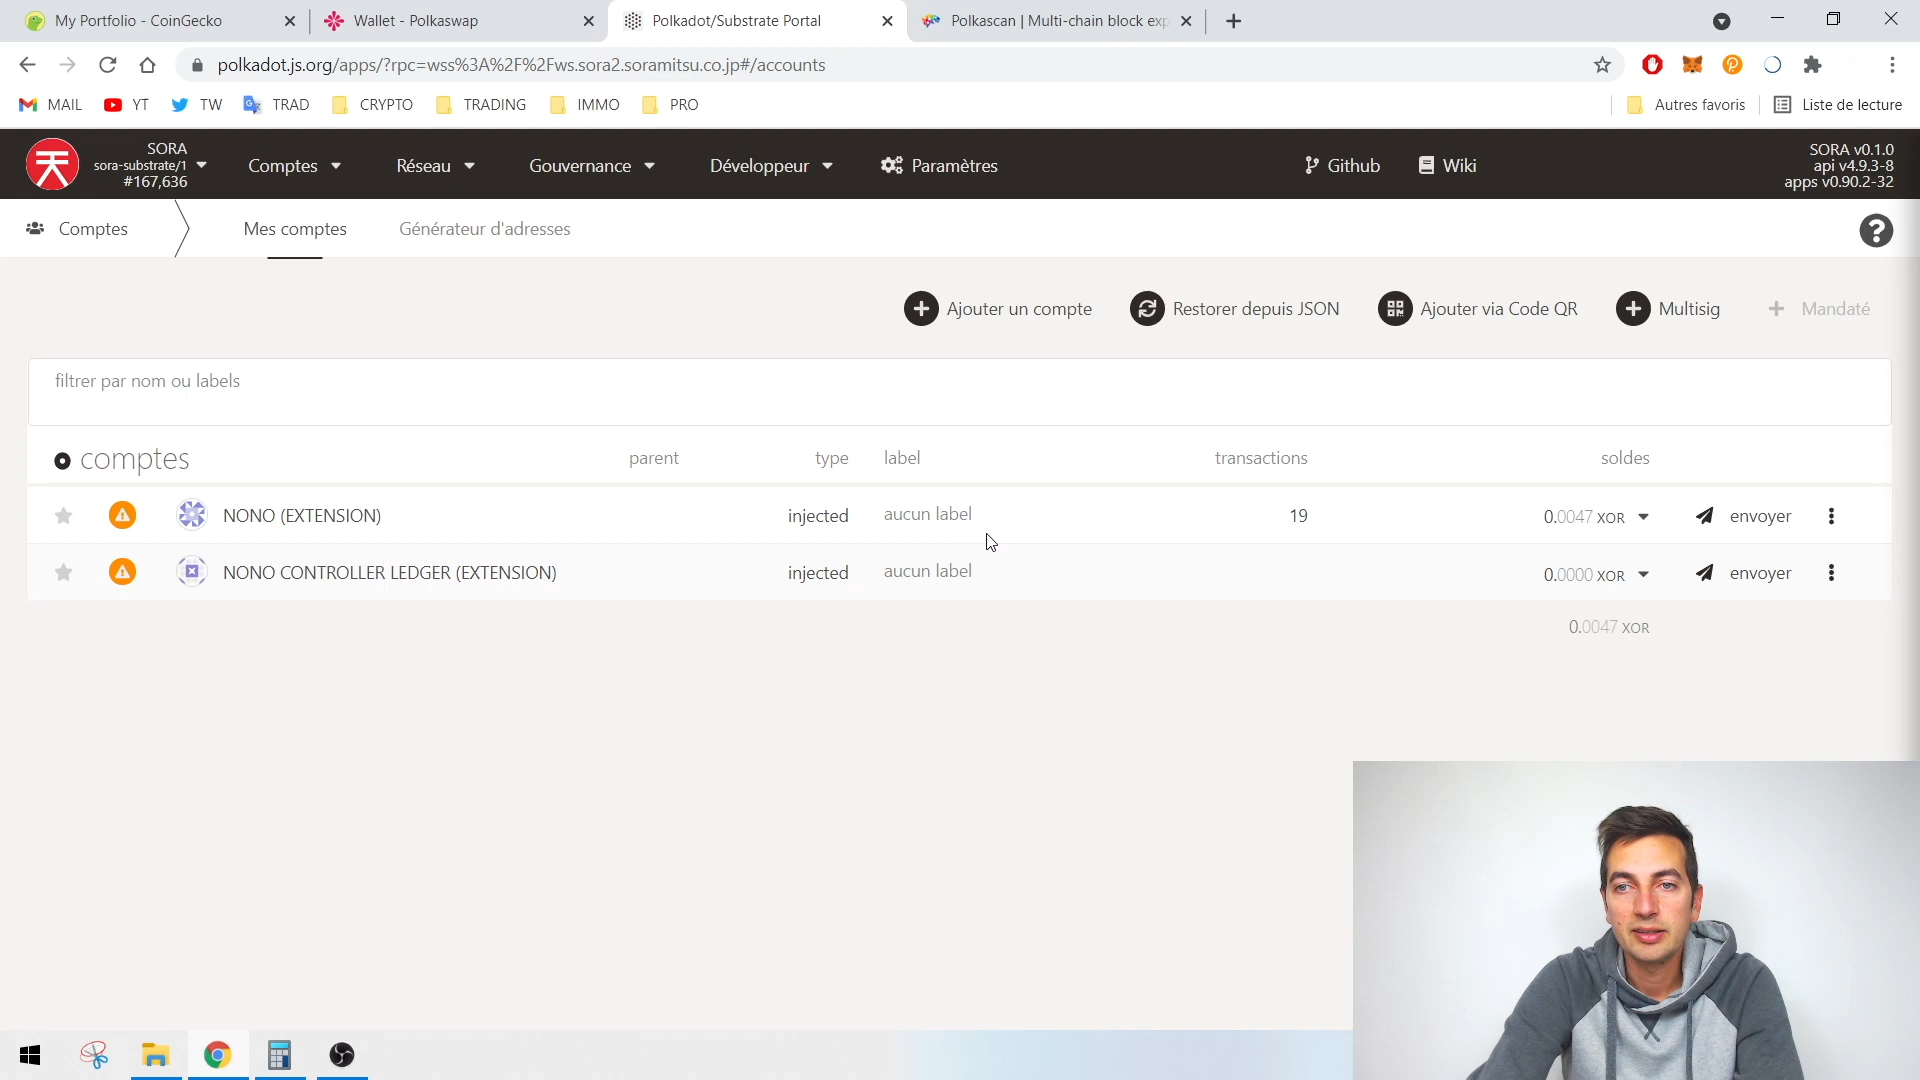 My Portfolio - CoinGecko
Wallet - Polkaswap
Polkadot/Substrate Portal
Polkascan | Multi-chain block exp
polkadot.js.org/apps/?rpc=wss%3A%2F%2Fws.sora2.soramitsu.co.jp#/accounts
MAIL
YT
TW
TRAD
CRYPTO
TRADING
IMMO
PRO
Autres favoris
Liste de lecture
SORA
sora-substrate/1
#167,636
Comptes
Réseau
Gouvernance
Développeur
Paramètres
Github
Wiki
SORA v0.1.0
api v4.9.3-8
apps v0.90.2-32
Comptes
Mes comptes
Générateur d'adresses
Ajouter un compte
Restorer depuis JSON
Ajouter via Code QR
Multisig
Mandaté
filtrer par nom ou labels
comptes parent type label transactions soldes
NONO (EXTENSION) injected aucun label 19 0.0047 XOR envoyer
NONO CONTROLLER LEDGER (EXTENSION) injected aucun label 0.0000 XOR envoyer
0.0047 XOR